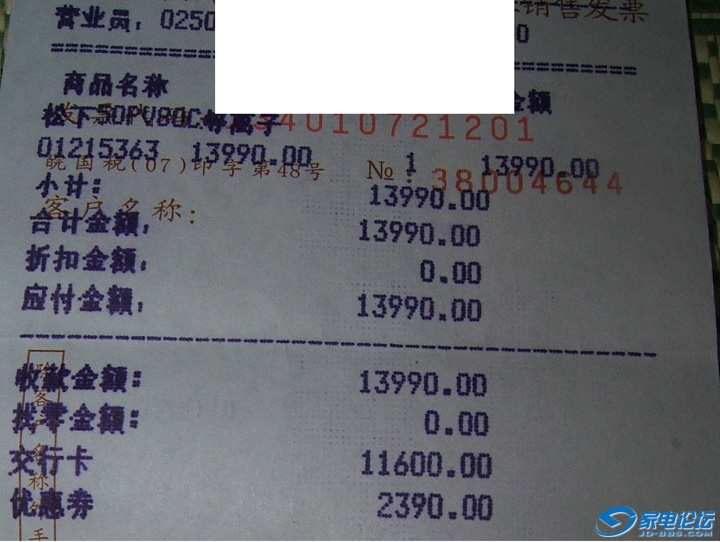 销售发票
营业员: 0250
0
商品名称
金额
松下50PV80C等离子
34010721201
01215363 13990.00 1 13990.00
皖国税(07)印字第48号 №: 38004644
小计: 13990.00
客户名称:
合计金额: 13990.00
折扣金额: 0.00
应付金额: 13990.00
收款金额: 13990.00
找零金额: 0.00
交行卡 11600.00
优惠券 2390.00
家电论坛
JD-BBS.COM